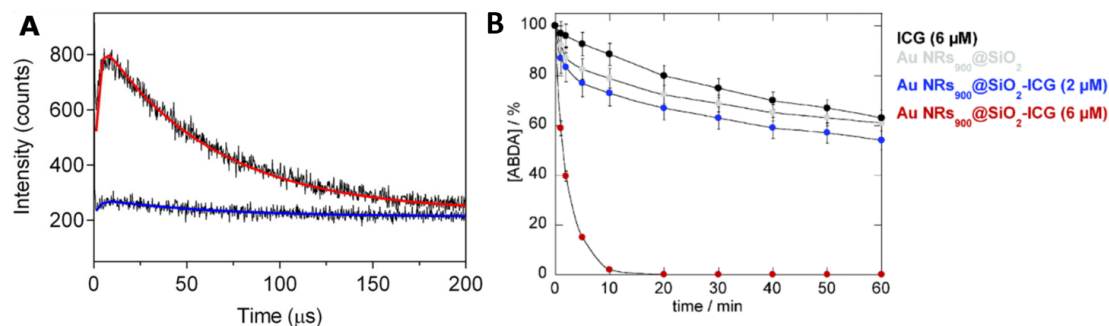 A
800
600
400
200
Intensity (counts)
0
50
100
150
200
Time (μs)
B
100
80
60
40
20
0
[ABDA] / %
0
10
20
30
40
50
60
time / min
ICG (6 μM)
Au NRs₉₀₀@SiO₂
Au NRs₉₀₀@SiO₂-ICG (2 μM)
Au NRs₉₀₀@SiO₂-ICG (6 μM)